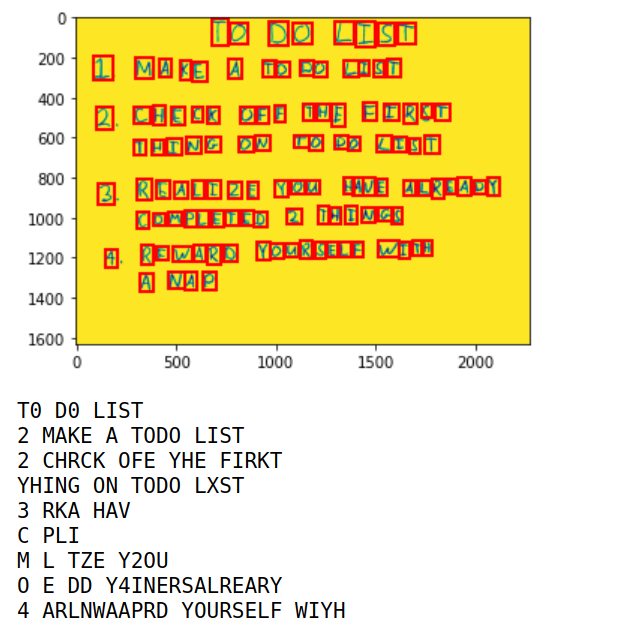 0
200
400
600
800
1000
1200
1400
1600
0 500 1000 1500 2000
TO DO LIST
1. MAKE A TO DO LIST
2. CHECK OFF THE FIRST
THING ON TO DO LIST
3. REALIZE YOU HAVE ALREADY
COMPLETED 2 THINGS
4. REWARD YOURSELF WITH
A NAP
T0 D0 LIST
2 MAKE A TODO LIST
2 CHRCK OFE YHE FIRKT
YHING ON TODO LXST
3 RKA HAV
C PLI
M L TZE Y2OU
O E DD Y4INERSALREARY
4 ARLNWAAPRD YOURSELF WIYH